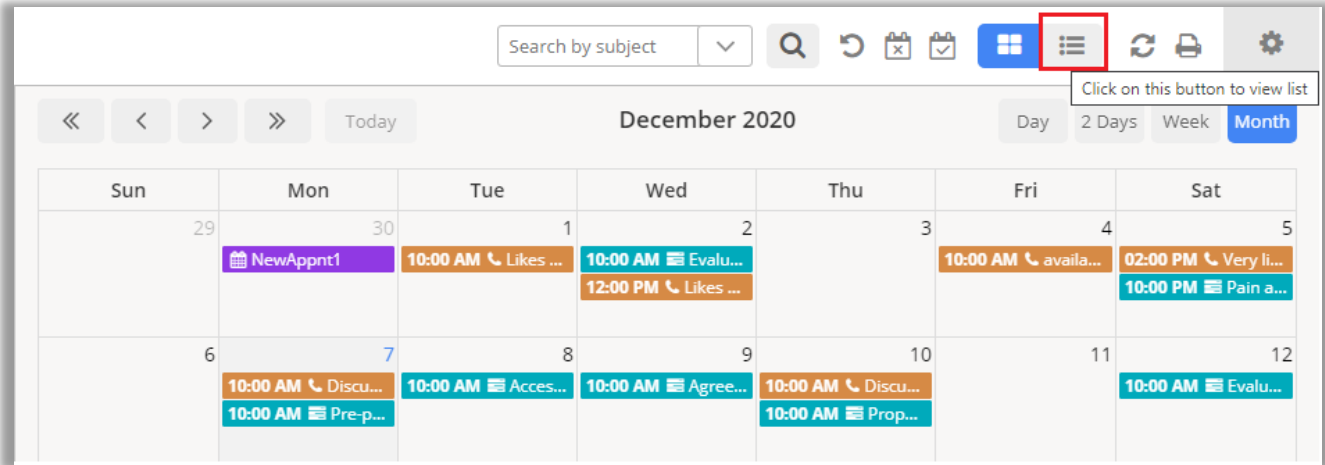 Search by subject
Click on this button to view list
Today
December 2020
Day 2 Days Week Month
Sun Mon Tue Wed Thu Fri Sat
29 30 1 2 3 4 5
NewAppnt1 10:00 AM Likes ... 10:00 AM Evalu... 10:00 AM availa... 02:00 PM Very li...
12:00 PM Likes ... 10:00 PM Pain a...
6 7 8 9 10 11 12
10:00 AM Discu... 10:00 AM Acces... 10:00 AM Agree... 10:00 AM Discu... 10:00 AM Evalu...
10:00 AM Pre-p... 10:00 AM Prop...